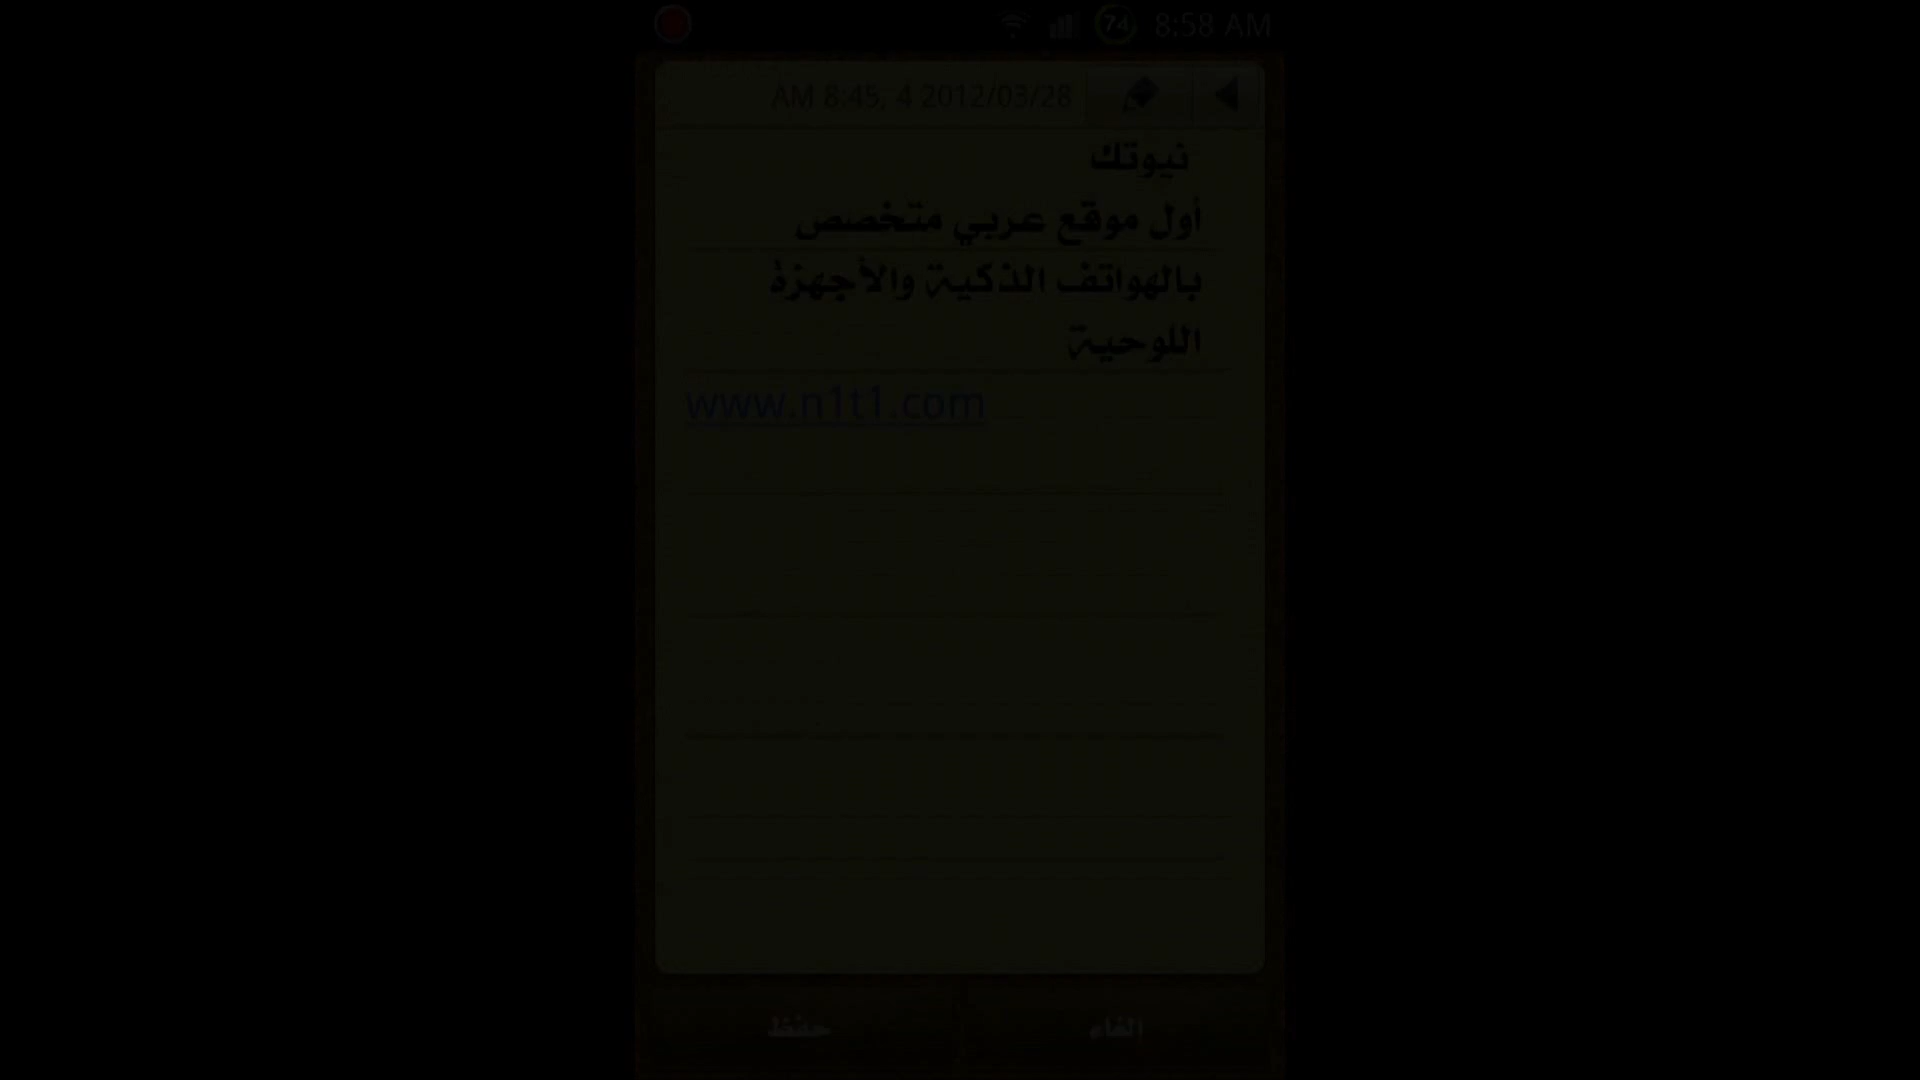 74 8:58 AM
AM 8:45, 4 2012/03/28
نيوتك
أول موقع عربي متخصص
بالهواتف الذكية والأجهزة
اللوحية
www.n1t1.com
إلغاء حفظ